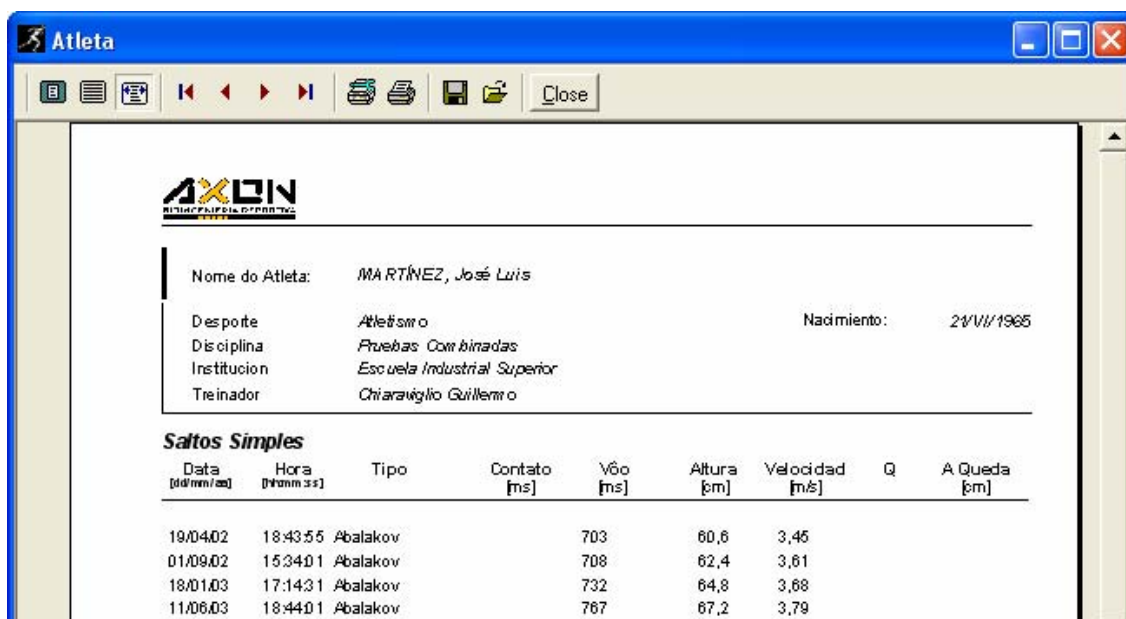 Atleta
Close
AXON
Nome do Atleta: MARTÍNEZ, José Luis
Desporte Atletismo Nacimiento: 21/VI/1965
Disciplina Pruebas Combinadas
Institucion Escuela Industrial Superior
Treinador Chiaraviglio Guillermo
Saltos Simples
Data Hora Tipo Contato Vôo Altura Velocidad Q A Queda
[dd/mm/aa] [hh:mm:ss] [ms] [ms] [cm] [m/s] [cm]
19/04/02 18:43:55 Abalakov 703 60,6 3,45
01/09/02 15:34:01 Abalakov 708 62,4 3,61
18/01/03 17:14:31 Abalakov 732 64,8 3,68
11/06/03 18:44:01 Abalakov 767 67,2 3,79